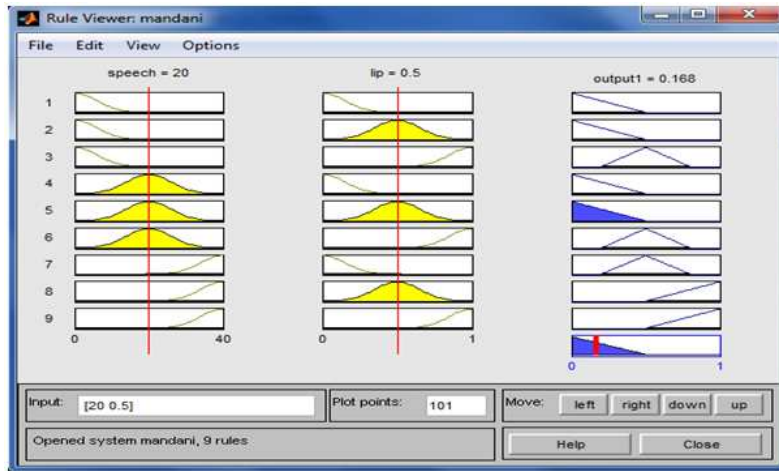 Rule Viewer: mandani
File Edit View Options
speech = 20
lip = 0.5
output1 = 0.168
1
2
3
4
5
6
7
8
9
0 40
0 1
0 1
Input: [20 0.5]
Plot points: 101
Move: left right down up
Opened system mandani, 9 rules
Help Close